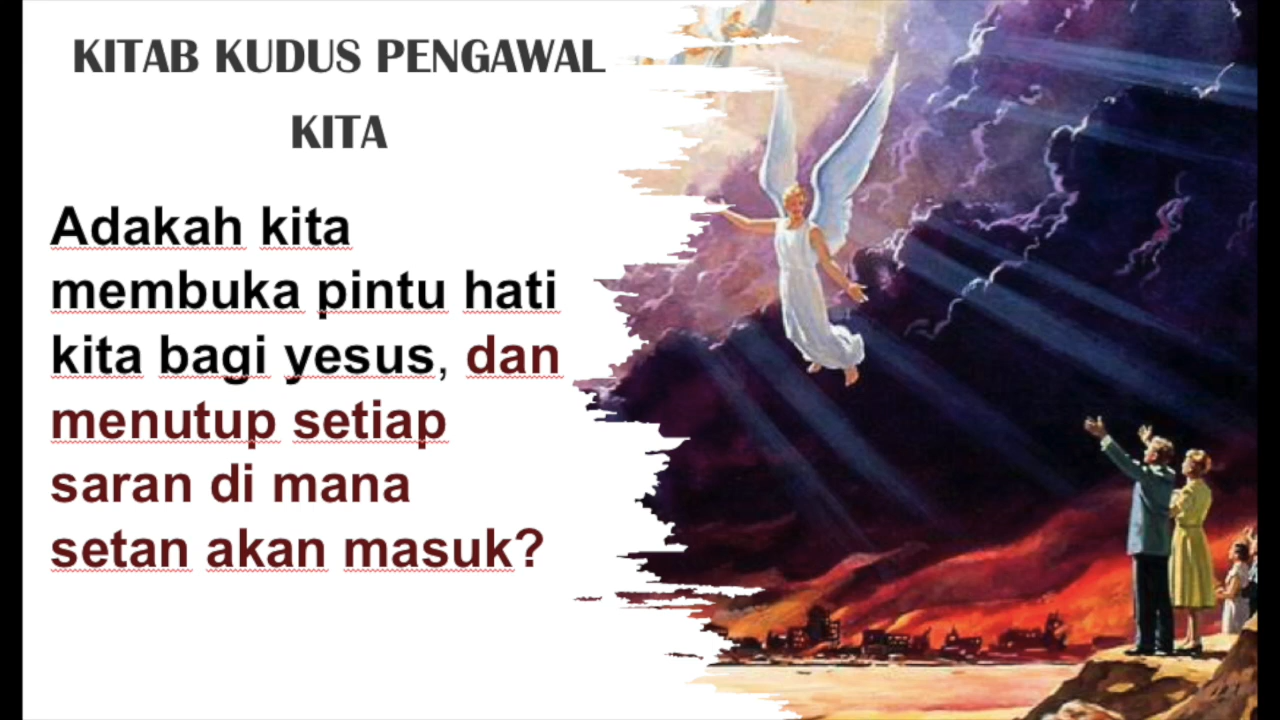 KITAB KUDUS PENGAWAL
KITA
Adakah kita
membuka pintu hati
kita bagi yesus, dan
menutup setiap
saran di mana
setan akan masuk?